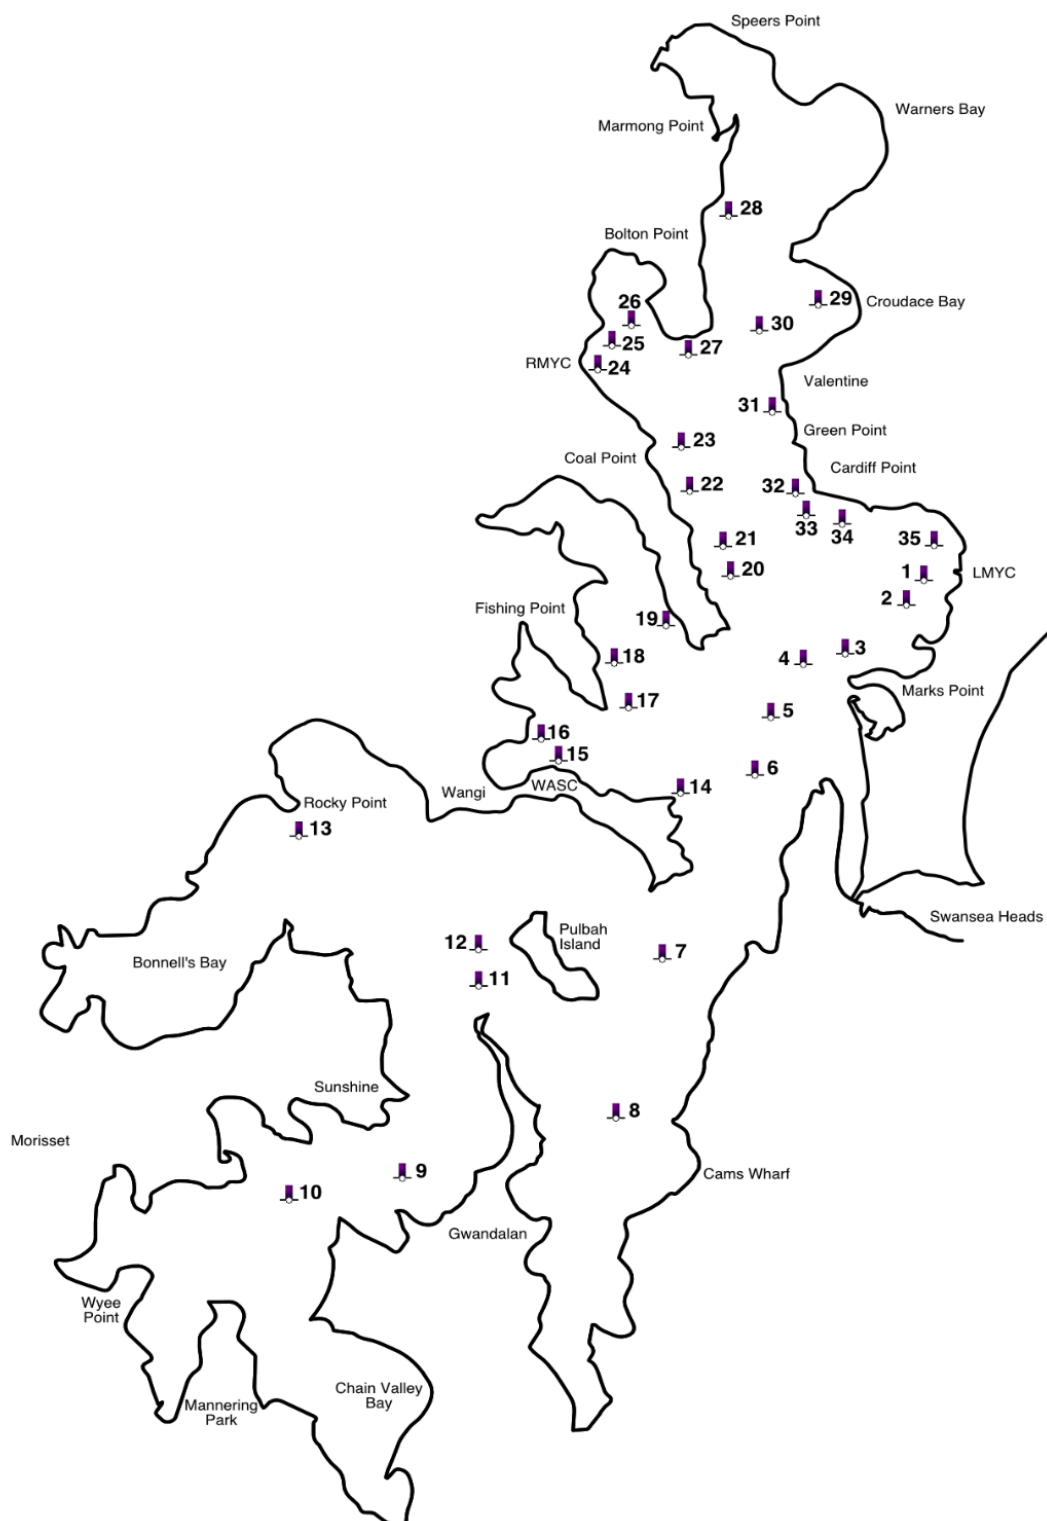 Speers Point
Warners Bay
Marmong Point
28
Bolton Point
29
Croudace Bay
26
30
25
27
RMYC
24
Valentine
31
Green Point
23
Coal Point
Cardiff Point
22
32
33
34
21
35
20
1
LMYC
2
Fishing Point
19
3
18
4
Marks Point
17
5
16
15
6
WASC
14
Wangi
Rocky Point
13
Swansea Heads
Pulbah
Island
12
7
Bonnell's Bay
11
Sunshine
8
Morisset
9
Cams Wharf
10
Gwandalan
Wyee
Point
Chain Valley
Bay
Mannering
Park